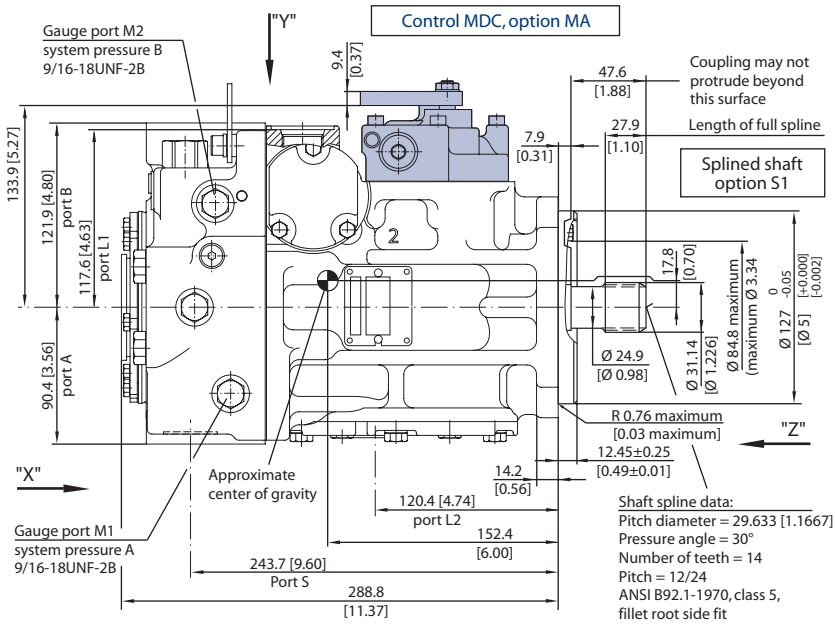 Control MDC, option MA
Gauge port M2
system pressure B
9/16-18UNF-2B
"Y"
9.4
[0.37]
47.6
[1.88]
Coupling may not
protrude beyond
this surface
7.9
[0.31]
27.9
[1.10]
Length of full spline
Splined shaft
option S1
133.9 [5.27]
121.9 [4.80]
port B
117.6 [4.63]
port L1
2
17.8
[0.70]
90.4 [3.56]
port A
Ø 24.9
[Ø 0.98]
Ø 31.14
[Ø 1.226]
Ø 84.8 maximum
(maximum Ø 3.34
Ø 127 0 -0.05
[Ø 5] [+0.000] [-0.002]
R 0.76 maximum
[0.03 maximum]
"Z"
12.45±0.25
[0.49±0.01]
"X"
Approximate
center of gravity
14.2
[0.56]
120.4 [4.74]
port L2
Gauge port M1
system pressure A
9/16-18UNF-2B
152.4
[6.00]
243.7 [9.60]
Port S
288.8
[11.37]
Shaft spline data:
Pitch diameter = 29.633 [1.1667]
Pressure angle = 30°
Number of teeth = 14
Pitch = 12/24
ANSI B92.1-1970, class 5,
fillet root side fit